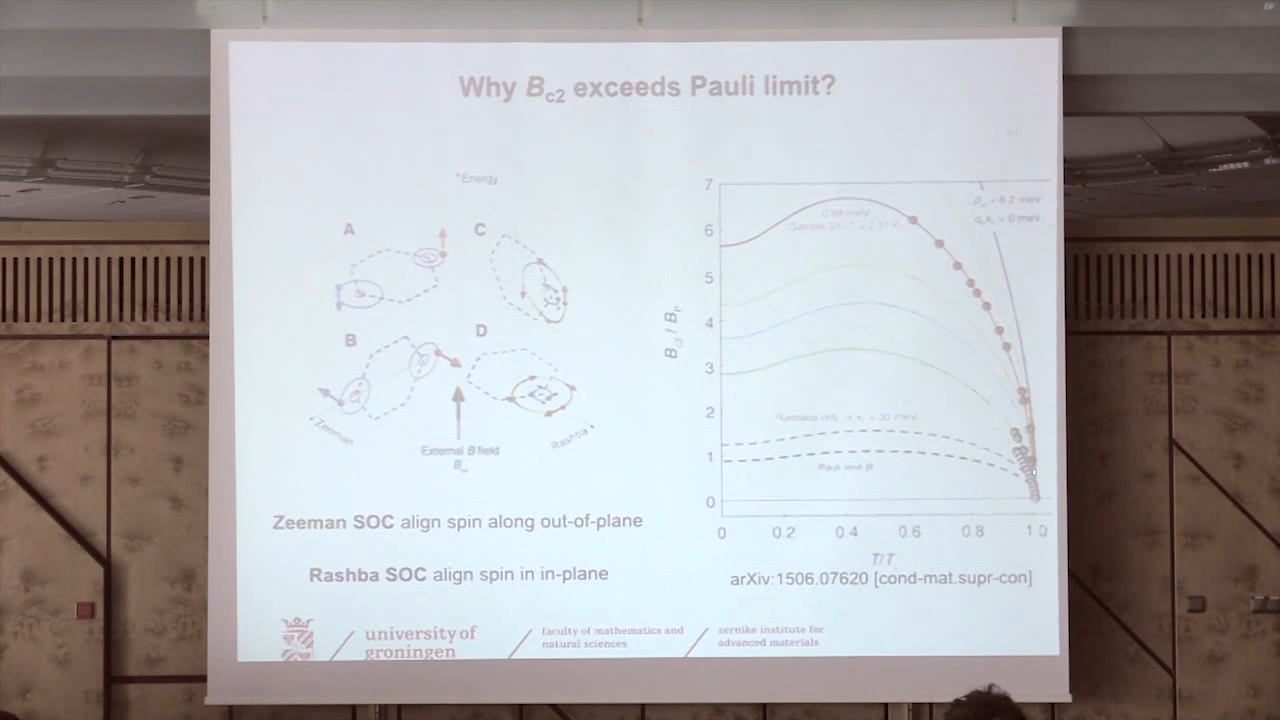 Why Bc2 exceeds Pauli limit?
Energy
A
C
B
D
Zeeman
Rashba
External B field
7
6
5
4
3
2
1
0
0
0.2
0.4
0.6
0.8
1.0
T/T
Zeeman SOC align spin along out-of-plane
Rashba SOC align spin in in-plane
arXiv:1506.07620 [cond-mat.supr-con]
university of
groningen
faculty of mathematics and
natural sciences
zernike institute for
advanced materials